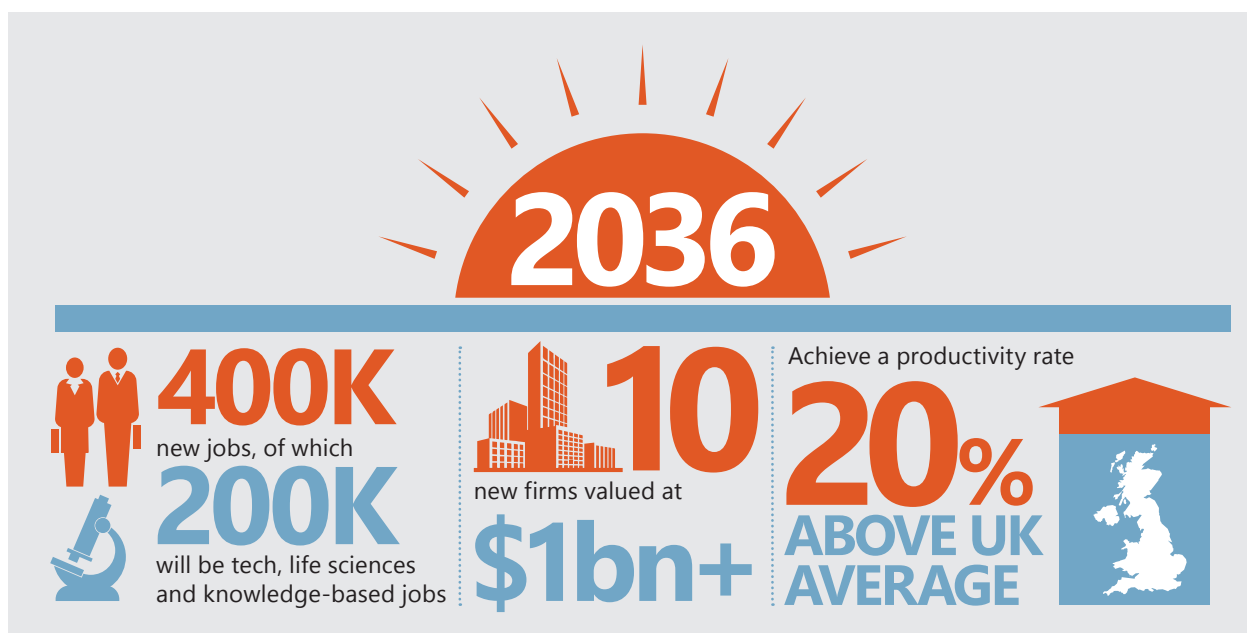 2036
400K
new jobs, of which
200K
will be tech, life sciences
and knowledge-based jobs
10
new firms valued at
$1bn+
Achieve a productivity rate
20%
ABOVE UK
AVERAGE